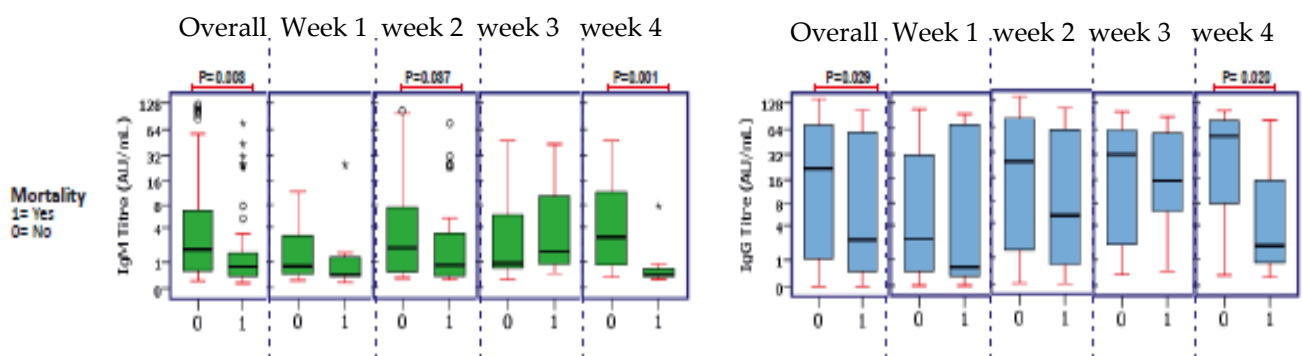 Overall Week 1 week 2 week 3 week 4
P=0.008 P=0.037 P=0.001
IgM Titre (AU/mL)
128
64
32
16
8
4
1
0
0 1 0 1 0 1 0 1 0 1
Mortality
1= Yes
0= No
Overall Week 1 week 2 week 3 week 4
P=0.029 P= 0.020
IgG Titre (AU/mL)
128
64
32
16
8
4
1
0
0 1 0 1 0 1 0 1 0 1